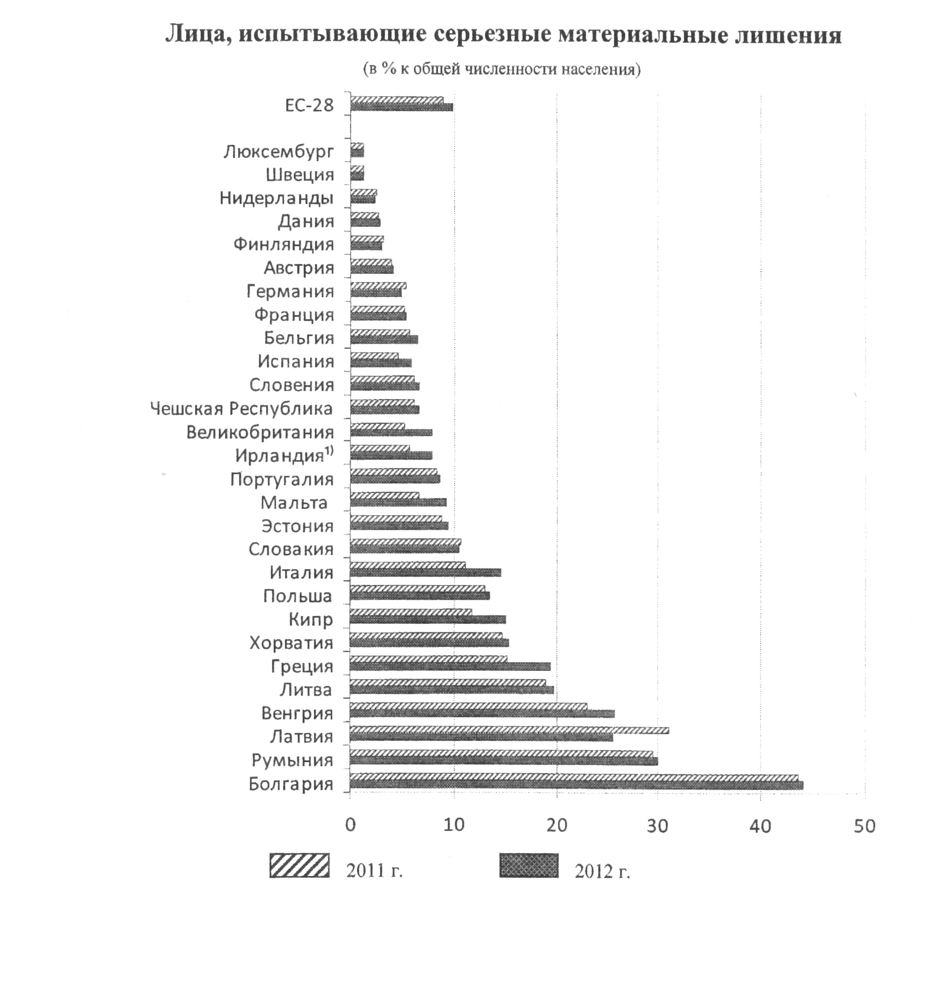 Лица, испытывающие серьезные материальные лишения
(в % к общей численности населения)
ЕС-28
Люксембург
Швеция
Нидерланды
Дания
Финляндия
Австрия
Германия
Франция
Бельгия
Испания
Словения
Чешская Республика
Великобритания
Ирландия¹⁾
Португалия
Мальта
Эстония
Словакия
Италия
Польша
Кипр
Хорватия
Греция
Литва
Венгрия
Латвия
Румыния
Болгария
0 10 20 30 40 50
2011 г. 2012 г.